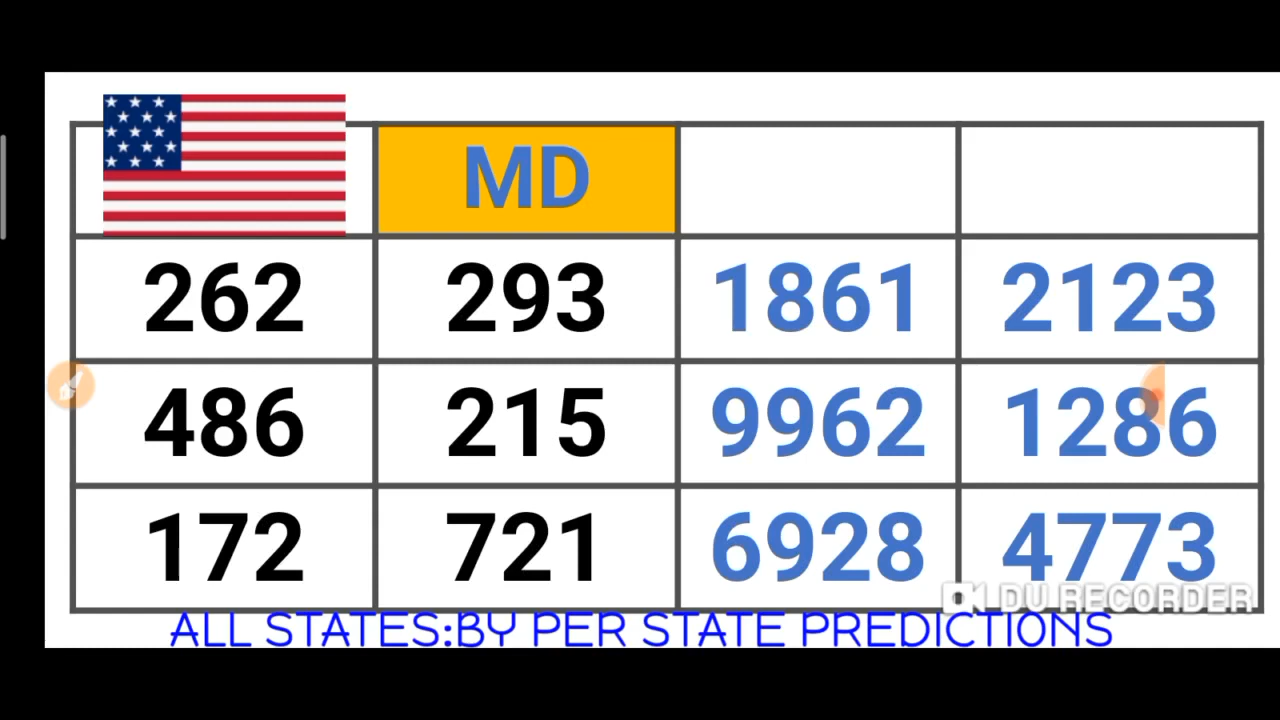 MD
262 293 1861 2123
486 215 9962 1286
172 721 6928 4773
DU RECORDER
ALL STATES:BY PER STATE PREDICTIONS